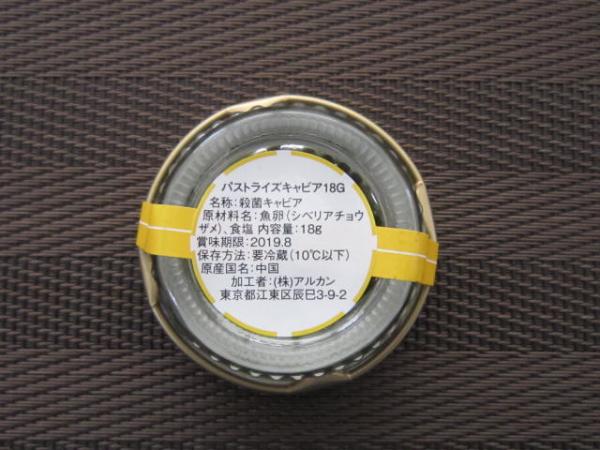 パストライズキャビア18G
名称:殺菌キャビア
原材料名:魚卵(シベリアチョウ
ザメ)、食塩 内容量:18g
賞味期限:2019.8
保存方法:要冷蔵(10℃以下)
原産国名:中国
加工者:(株)アルカン
東京都江東区辰巳3-9-2